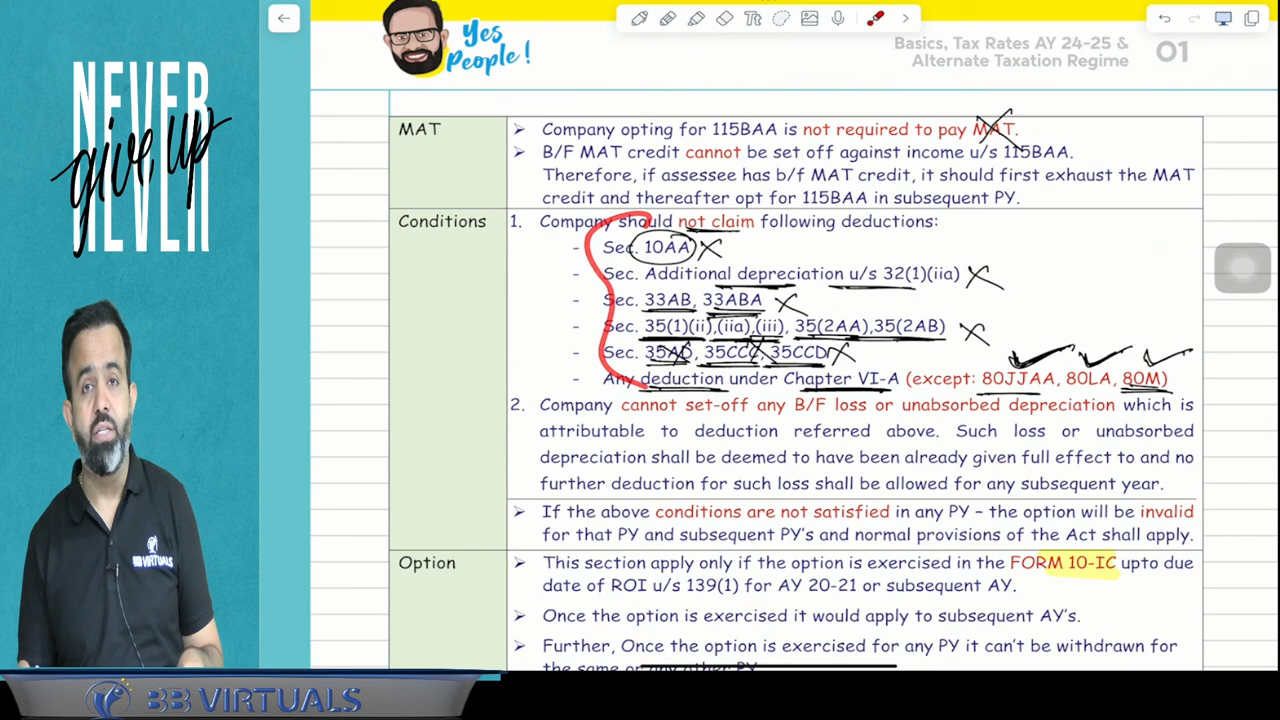 NEVER
give up
NEVER
Yes
People!
Tt
Basics, Tax Rates AY 24-25 &
Alternate Taxation Regime
01
MAT
➢ Company opting for 115BAA is not required to pay MAT.
➢ B/F MAT credit cannot be set off against income u/s 115BAA.
Therefore, if assessee has b/f MAT credit, it should first exhaust the MAT
credit and thereafter opt for 115BAA in subsequent PY.
Conditions
1. Company should not claim following deductions:
- Sec. 10AA
- Sec. Additional depreciation u/s 32(1)(iia)
- Sec. 33AB, 33ABA
- Sec. 35(1)(ii),(iia),(iii), 35(2AA),35(2AB)
- Sec. 35AD, 35CCC, 35CCD
- Any deduction under Chapter VI-A (except: 80JJAA, 80LA, 80M)
2. Company cannot set-off any B/F loss or unabsorbed depreciation which is
attributable to deduction referred above. Such loss or unabsorbed
depreciation shall be deemed to have been already given full effect to and no
further deduction for such loss shall be allowed for any subsequent year.
➢ If the above conditions are not satisfied in any PY – the option will be invalid
for that PY and subsequent PY's and normal provisions of the Act shall apply.
Option
➢ This section apply only if the option is exercised in the FORM 10-IC upto due
date of ROI u/s 139(1) for AY 20-21 or subsequent AY.
➢ Once the option is exercised it would apply to subsequent AY's.
➢ Further, Once the option is exercised for any PY it can't be withdrawn for
the same or any other PY
BB VIRTUALS
BB VIRTUALS